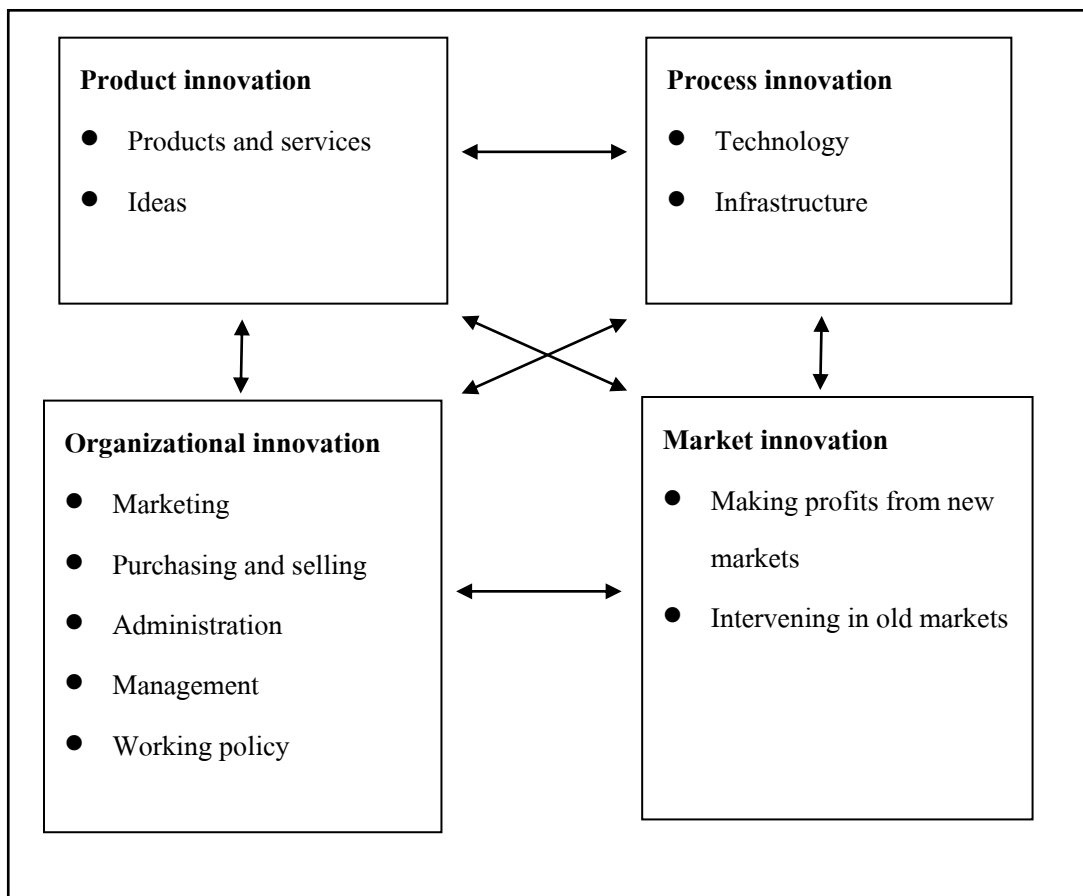 Product innovation
● Products and services
● Ideas
Process innovation
● Technology
● Infrastructure
Organizational innovation
● Marketing
● Purchasing and selling
● Administration
● Management
● Working policy
Market innovation
● Making profits from new
markets
● Intervening in old markets